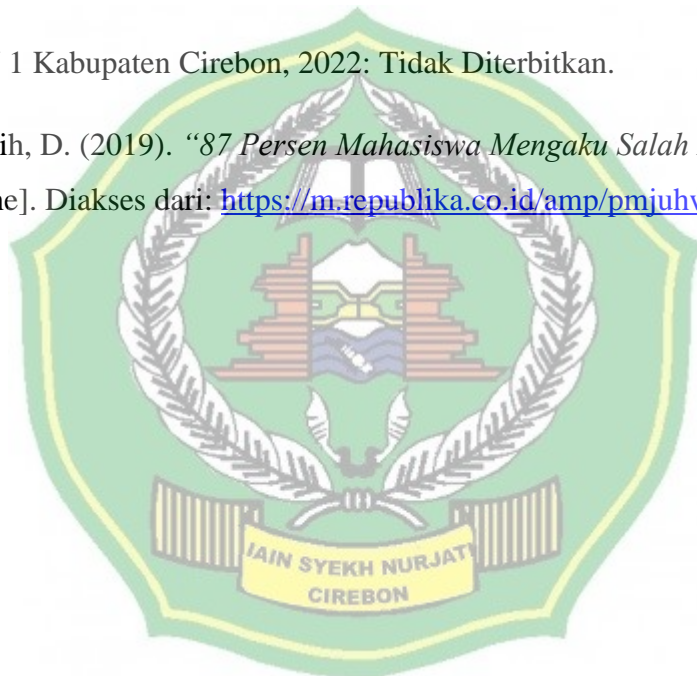 1 Kabupaten Cirebon, 2022: Tidak Diterbitkan.
ih, D. (2019). “87 Persen Mahasiswa Mengaku Salah
ne]. Diakses dari: https://m.republika.co.id/amp/pmjuhv
IAIN SYEKH NURJATI
CIREBON